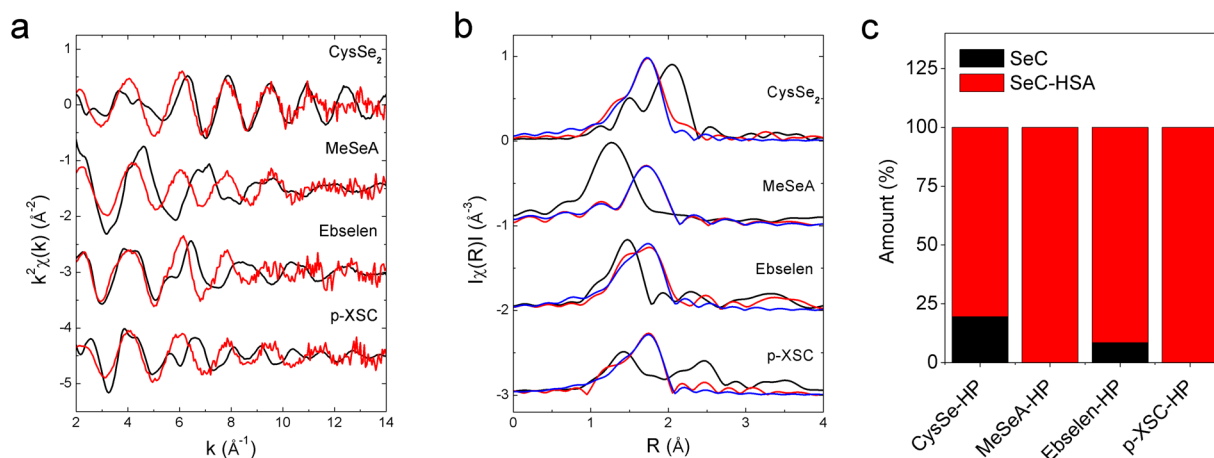 a
1
CysSe2
0
-1
MeSeA
-2
Ebselen
-3
-4
p-XSC
-5
2 4 6 8 10 12 14
k (Å-1)
k2χ(k) (Å-2)
b
1
CysSe2
0
MeSeA
-1
Ebselen
-2
p-XSC
-3
0 1 2 3 4
R (Å)
Iχ(R)I (Å-3)
c
SeC
SeC-HSA
125
100
75
50
25
0
Amount (%)
CysSe-HP
MeSeA-HP
Ebselen-HP
p-XSC-HP